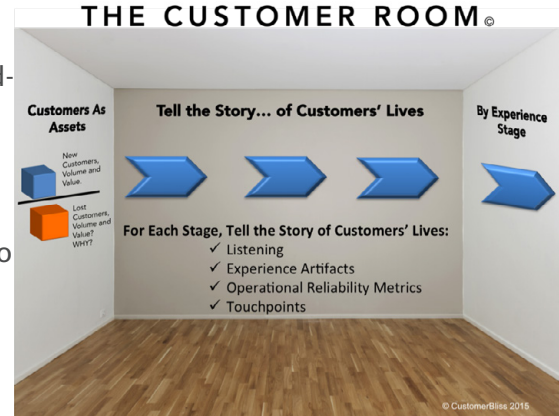 THE CUSTOMER ROOM©
d-
o
Customers As
Assets
New
Customers,
Volume and
Value.
Lost
Customers,
Volume and
Value?
WHY?
Tell the Story... of Customers' Lives
For Each Stage, Tell the Story of Customers' Lives:
✓ Listening
✓ Experience Artifacts
✓ Operational Reliability Metrics
✓ Touchpoints
By Experience
Stage
© CustomerBliss 2015